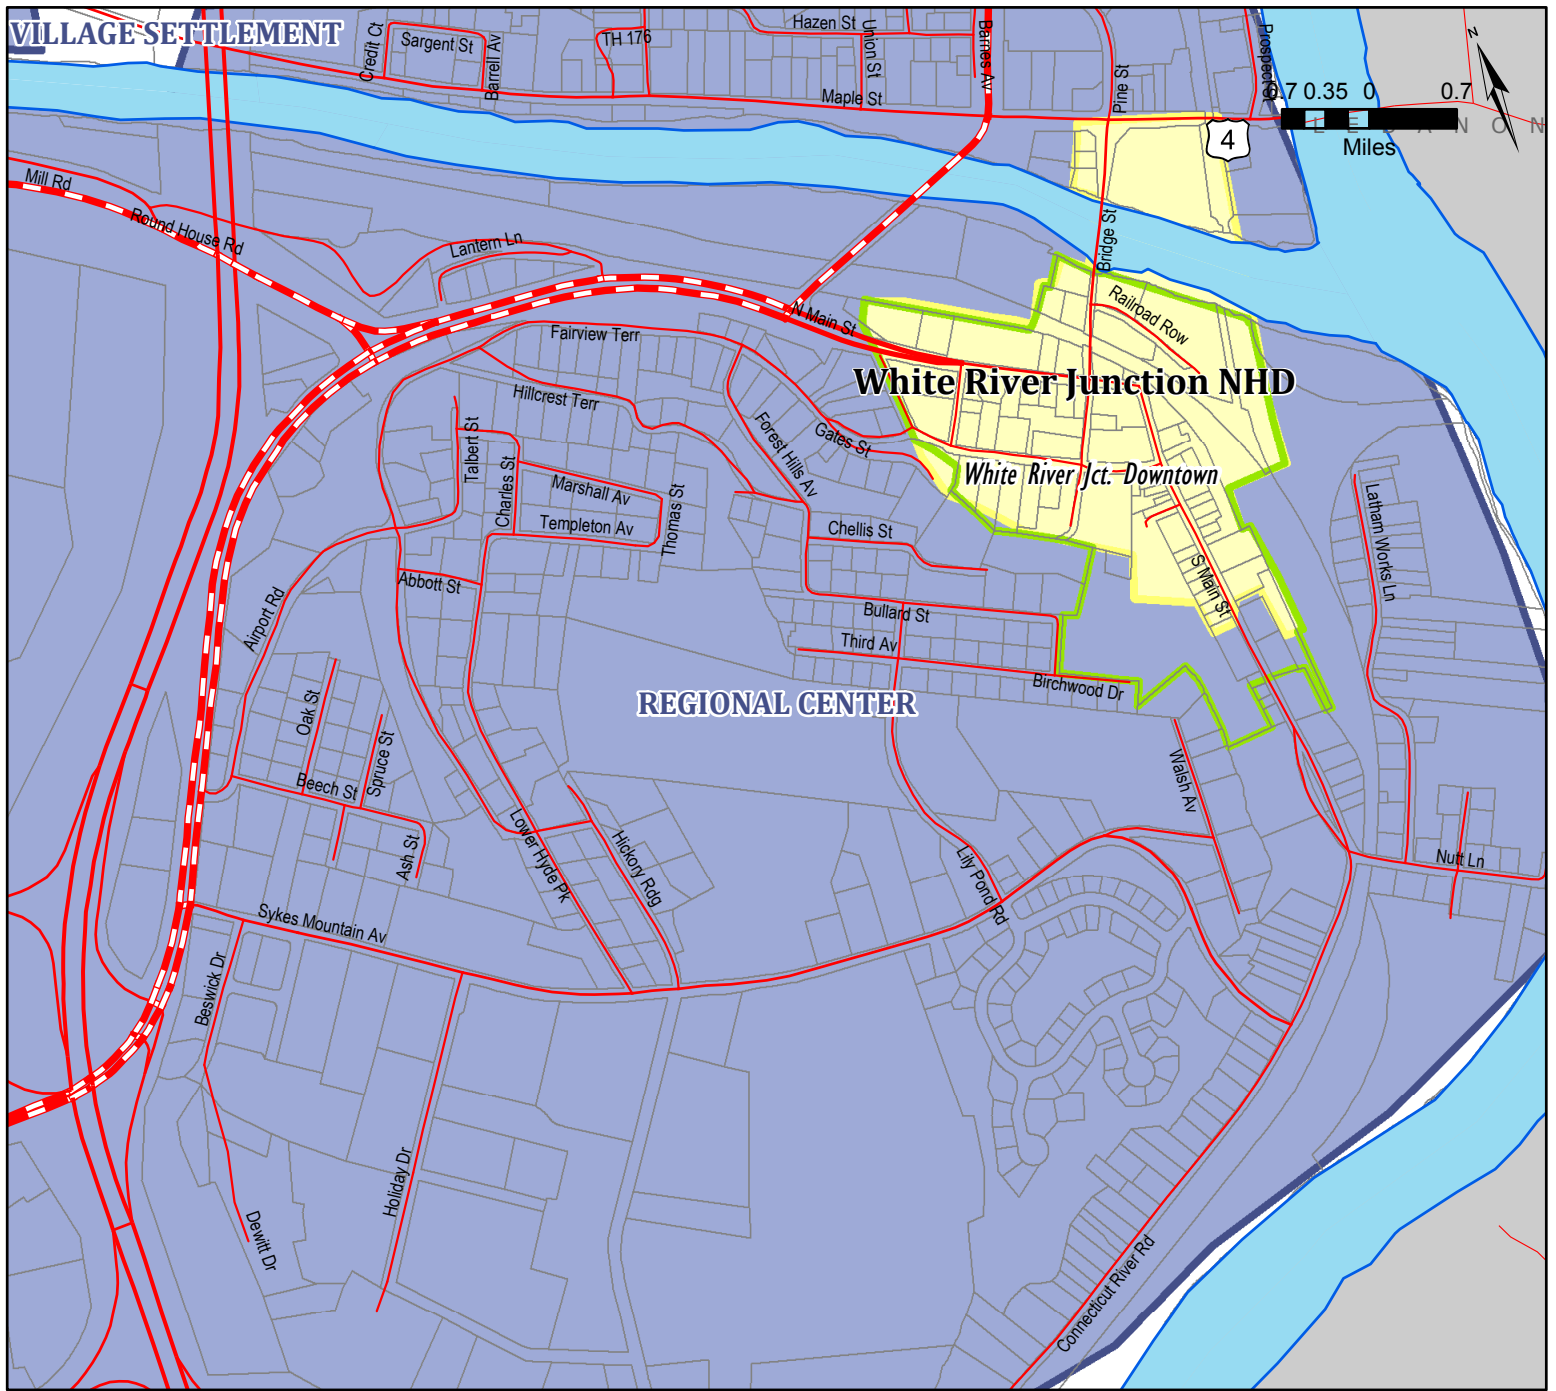 VILLAGE SETTLEMENT
Credit Ct
Sargent St
Barrell Av
TH 176
Hazen St
Union St
Barnes Av
Maple St
Pine St
Prospect
0.7 0.35 0 0.7
Miles
N
LEBANON
4
Mill Rd
Round House Rd
Lantern Ln
Bridge St
Railroad Row
N Main St
Fairview Terr
White River Junction NHD
Hillcrest Terr
Talbert St
Forest Hills Av
Gates St
White River Jct. Downtown
Charles St
Marshall Av
Thomas St
Templeton Av
Chellis St
Latham Works Ln
S Main St
Abbott St
Airport Rd
Bullard St
Third Av
Birchwood Dr
REGIONAL CENTER
Oak St
Spruce St
Beech St
Walsh Av
Ash St
Lower Hyde Pk
Hickory Rdg
Lily Pond Rd
Nutt Ln
Sykes Mountain Av
Beswick Dr
Holiday Dr
Dewitt Dr
Connecticut River Rd